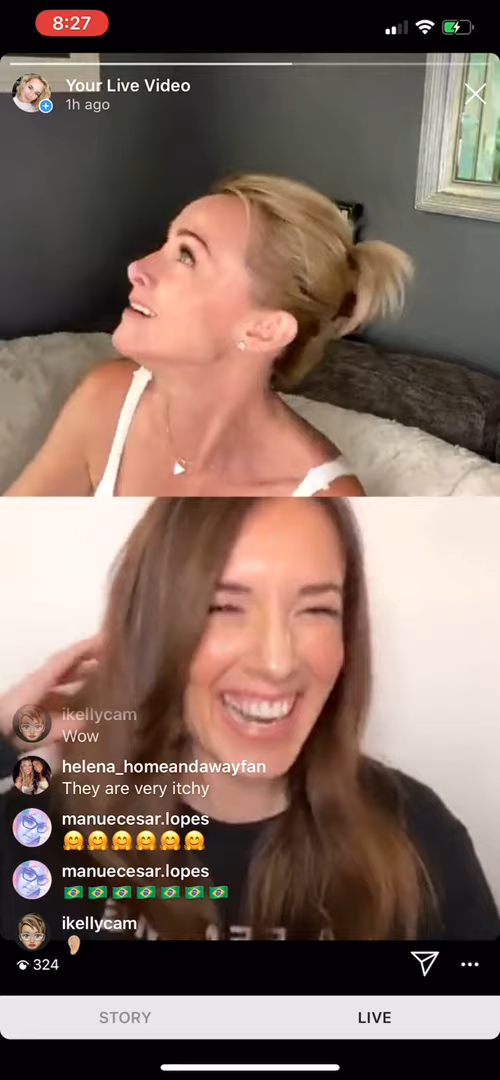 8:27
Your Live Video
1h ago
ikellycam
Wow
helena_homeandawayfan
They are very itchy
manuecesar.lopes
🤗🤗🤗🤗🤗🤗
manuecesar.lopes
🇧🇷🇧🇷🇧🇷🇧🇷🇧🇷🇧🇷🇧🇷
ikellycam
👂🏼
324
STORY
LIVE